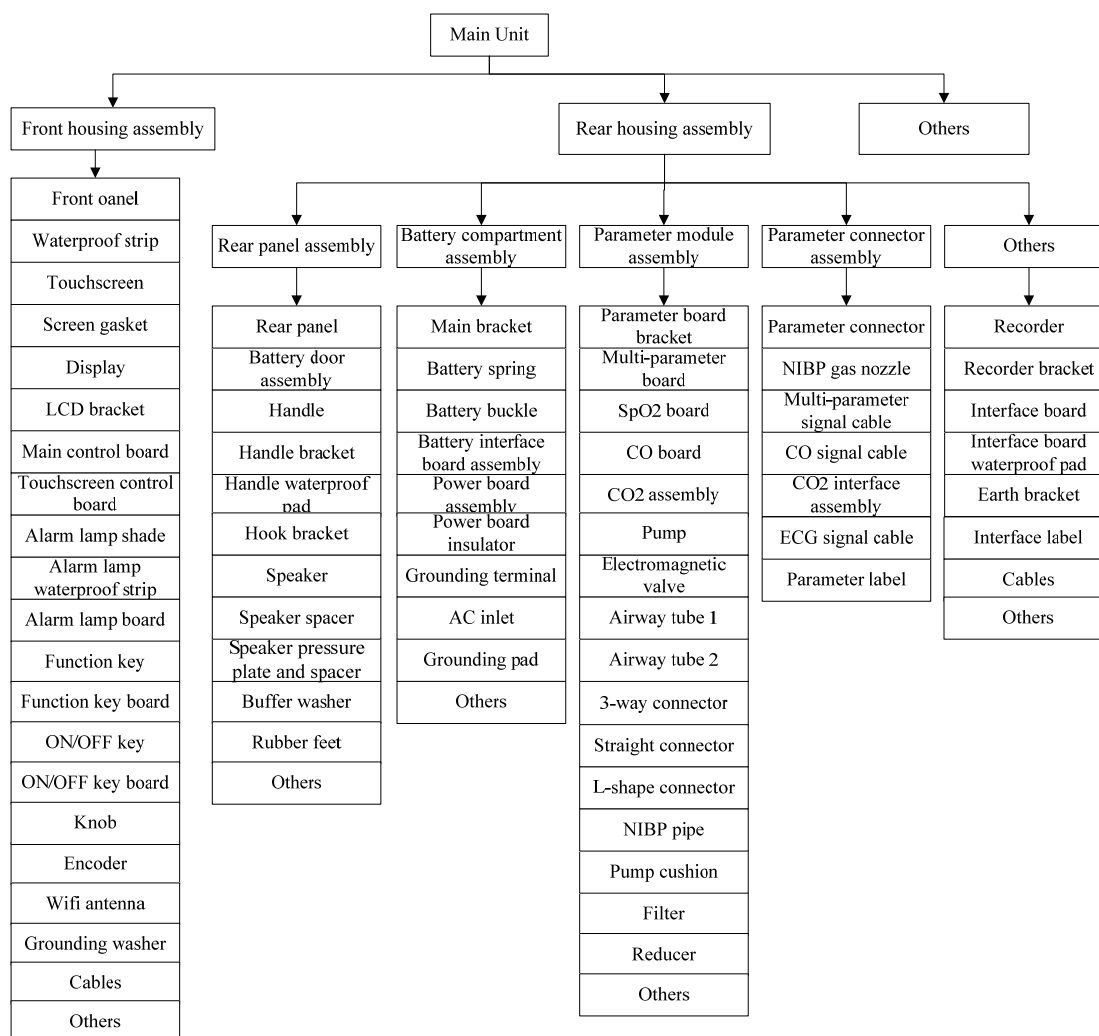 Main Unit
Front housing assembly
Rear housing assembly
Others
Front oanel
Waterproof strip
Touchscreen
Screen gasket
Display
LCD bracket
Main control board
Touchscreen control
board
Alarm lamp shade
Alarm lamp
waterproof strip
Alarm lamp board
Function key
Function key board
ON/OFF key
ON/OFF key board
Knob
Encoder
Wifi antenna
Grounding washer
Cables
Others
Rear panel assembly
Rear panel
Battery door
assembly
Handle
Handle bracket
Handle waterproof
pad
Hook bracket
Speaker
Speaker spacer
Speaker pressure
plate and spacer
Buffer washer
Rubber feet
Others
Battery compartment
assembly
Main bracket
Battery spring
Battery buckle
Battery interface
board assembly
Power board
assembly
Power board
insulator
Grounding terminal
AC inlet
Grounding pad
Others
Parameter module
assembly
Parameter board
bracket
Multi-parameter
board
SpO2 board
CO board
CO2 assembly
Pump
Electromagnetic
valve
Airway tube 1
Airway tube 2
3-way connector
Straight connector
L-shape connector
NIBP pipe
Pump cushion
Filter
Reducer
Others
Parameter connector
assembly
Parameter connector
NIBP gas nozzle
Multi-parameter
signal cable
CO signal cable
CO2 interface
assembly
ECG signal cable
Parameter label
Others
Recorder
Recorder bracket
Interface board
Interface board
waterproof pad
Earth bracket
Interface label
Cables
Others